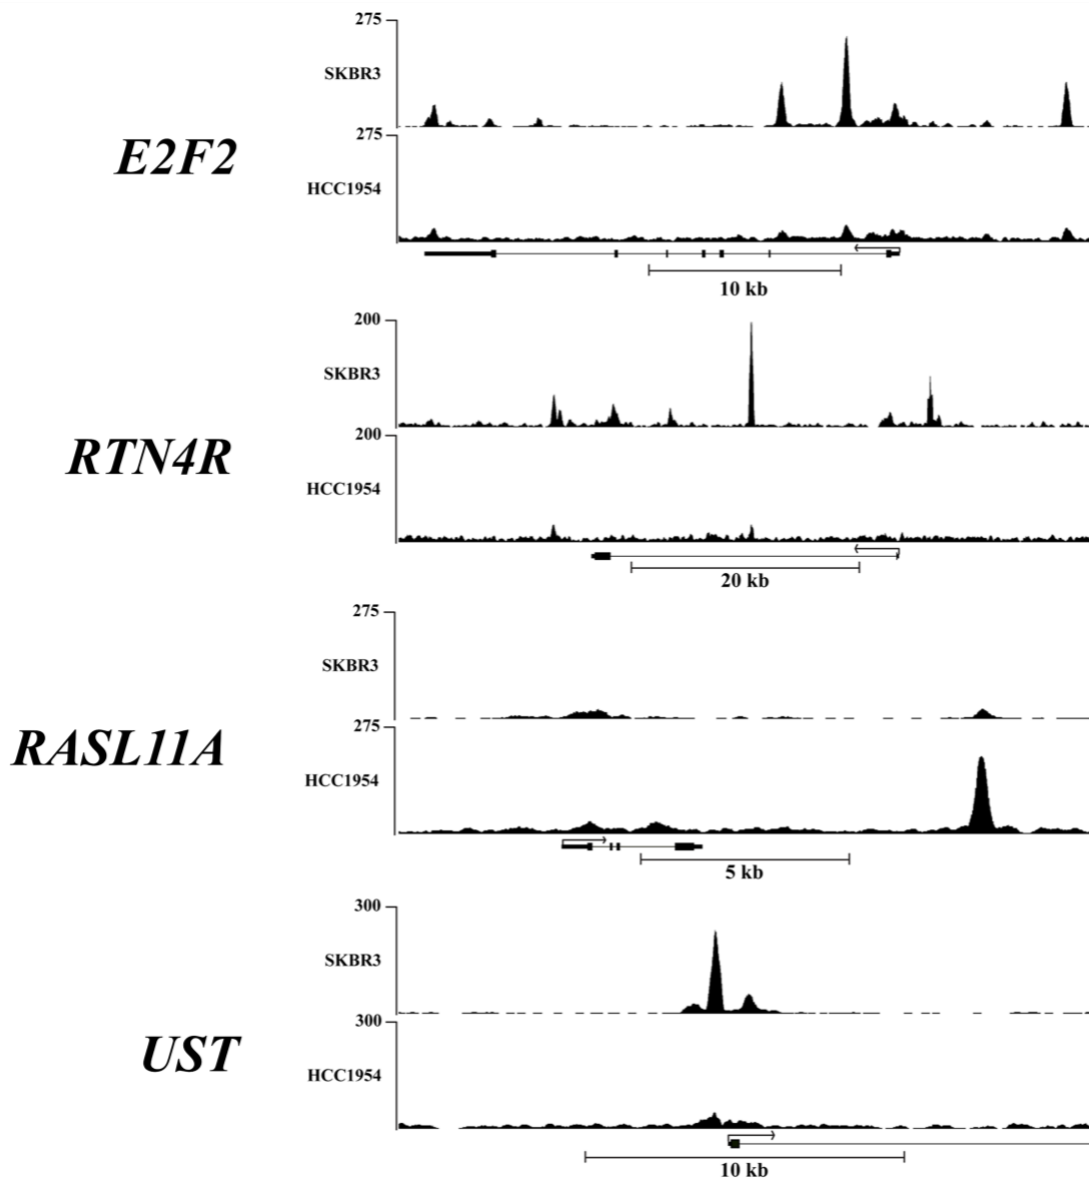 275
SKBR3
E2F2
275
HCC1954
10 kb
200
SKBR3
RTN4R
200
HCC1954
20 kb
275
SKBR3
RASL11A
275
HCC1954
5 kb
300
SKBR3
UST
300
HCC1954
10 kb